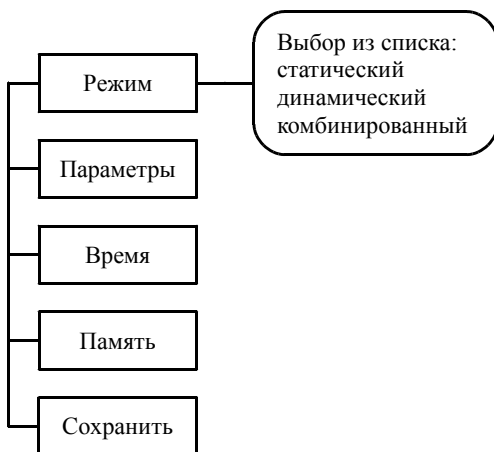 Выбор из списка:
статический
динамический
комбинированный
Режим
Параметры
Время
Память
Сохранить